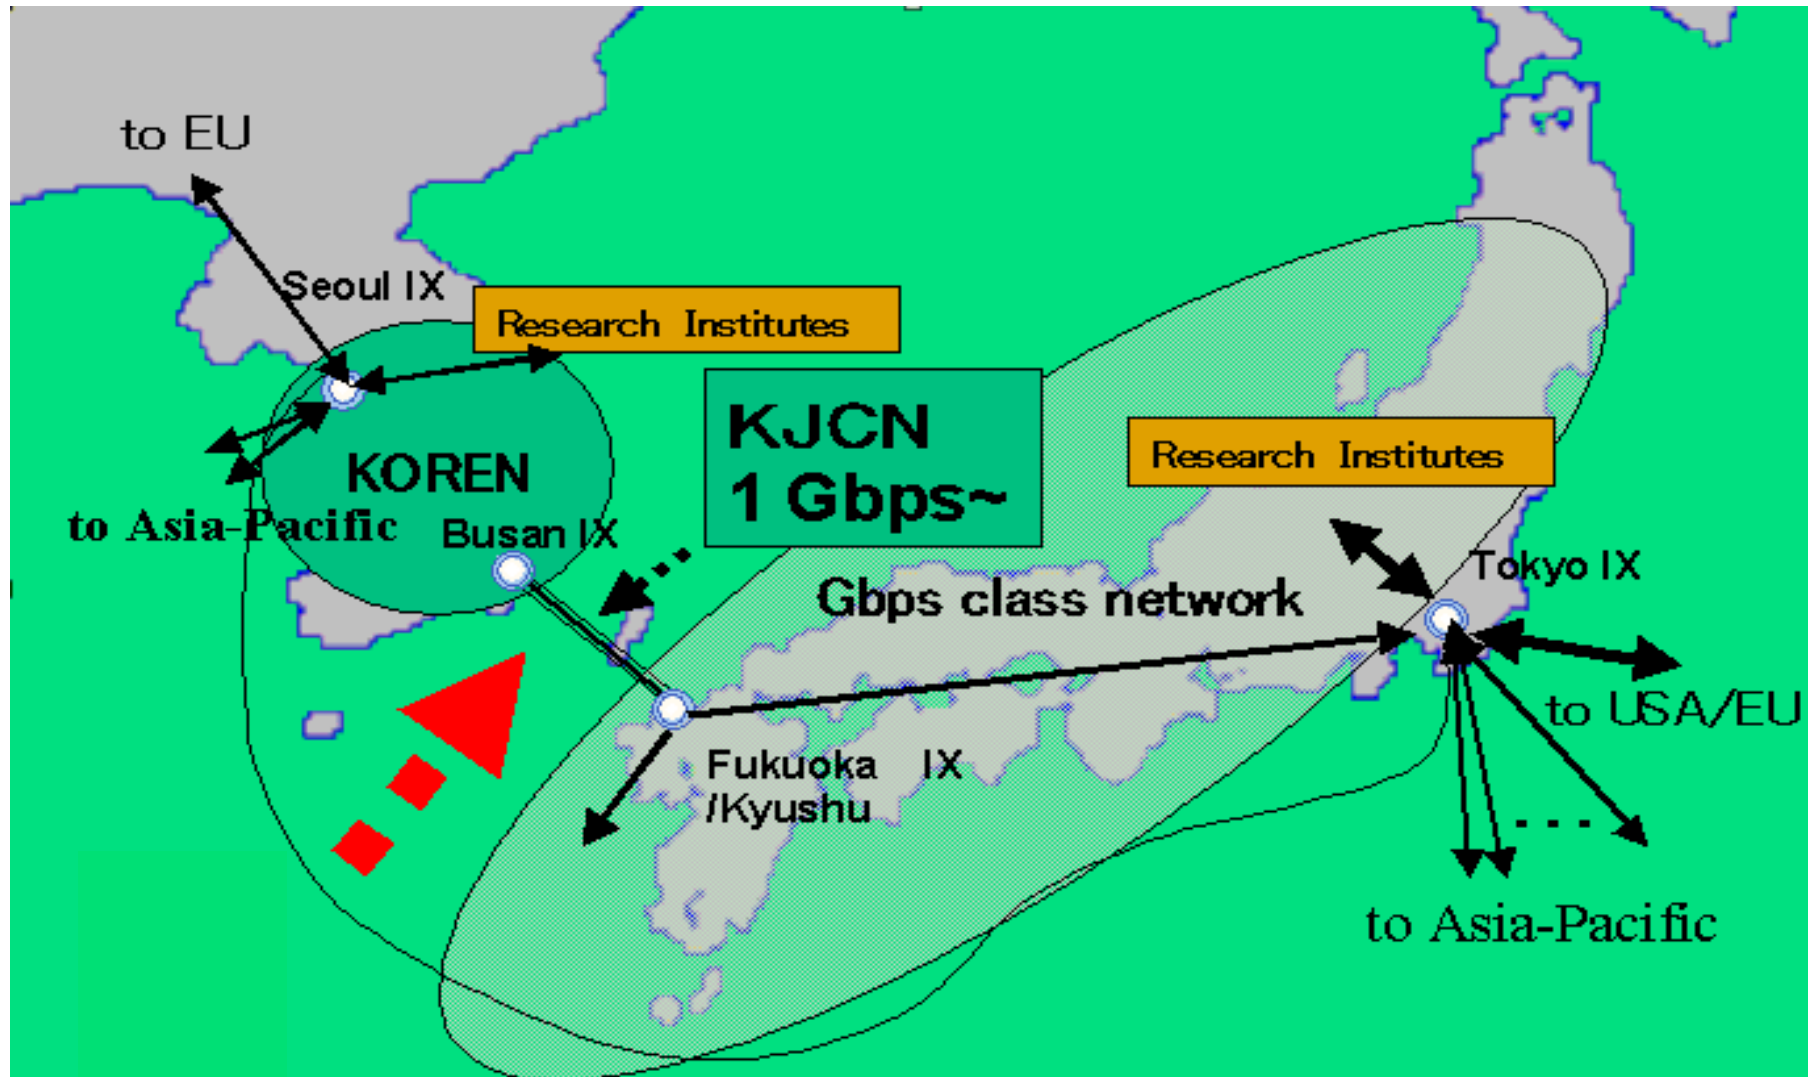 to EU
Seoul IX
Research Institutes
KJCN
1 Gbps~
Research Institutes
KOREN
to Asia-Pacific
Busan IX
Gbps class network
Tokyo IX
to USA/EU
Fukuoka IX
/Kyushu
...
to Asia-Pacific